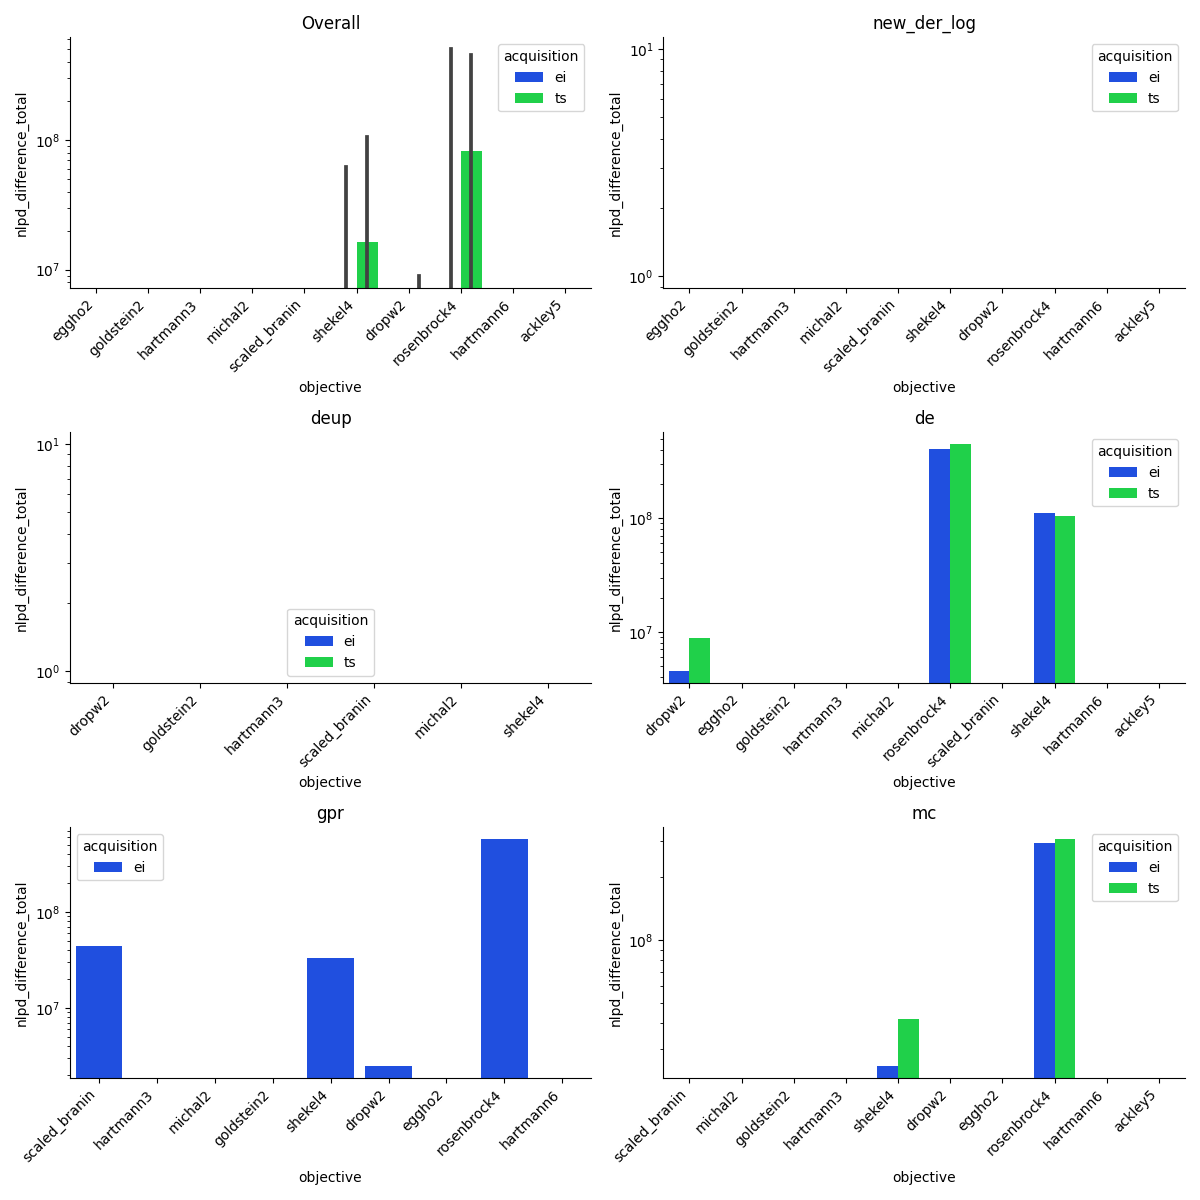 Overall
nlpd_difference_total
10^8
10^7
acquisition
ei
ts
eggho2
goldstein2
hartmann3
michal2
scaled_branin
shekel4
dropw2
rosenbrock4
hartmann6
ackley5
objective
new_der_log
nlpd_difference_total
10^1
10^0
acquisition
ei
ts
eggho2
goldstein2
hartmann3
michal2
scaled_branin
shekel4
dropw2
rosenbrock4
hartmann6
ackley5
objective
deup
nlpd_difference_total
10^1
10^0
acquisition
ei
ts
dropw2
goldstein2
hartmann3
scaled_branin
michal2
shekel4
objective
de
nlpd_difference_total
10^8
10^7
acquisition
ei
ts
dropw2
eggho2
goldstein2
hartmann3
michal2
rosenbrock4
scaled_branin
shekel4
hartmann6
ackley5
objective
gpr
nlpd_difference_total
10^8
10^7
acquisition
ei
scaled_branin
hartmann3
michal2
goldstein2
shekel4
dropw2
eggho2
rosenbrock4
hartmann6
objective
mc
nlpd_difference_total
10^8
acquisition
ei
ts
scaled_branin
michal2
goldstein2
hartmann3
shekel4
dropw2
eggho2
rosenbrock4
hartmann6
ackley5
objective